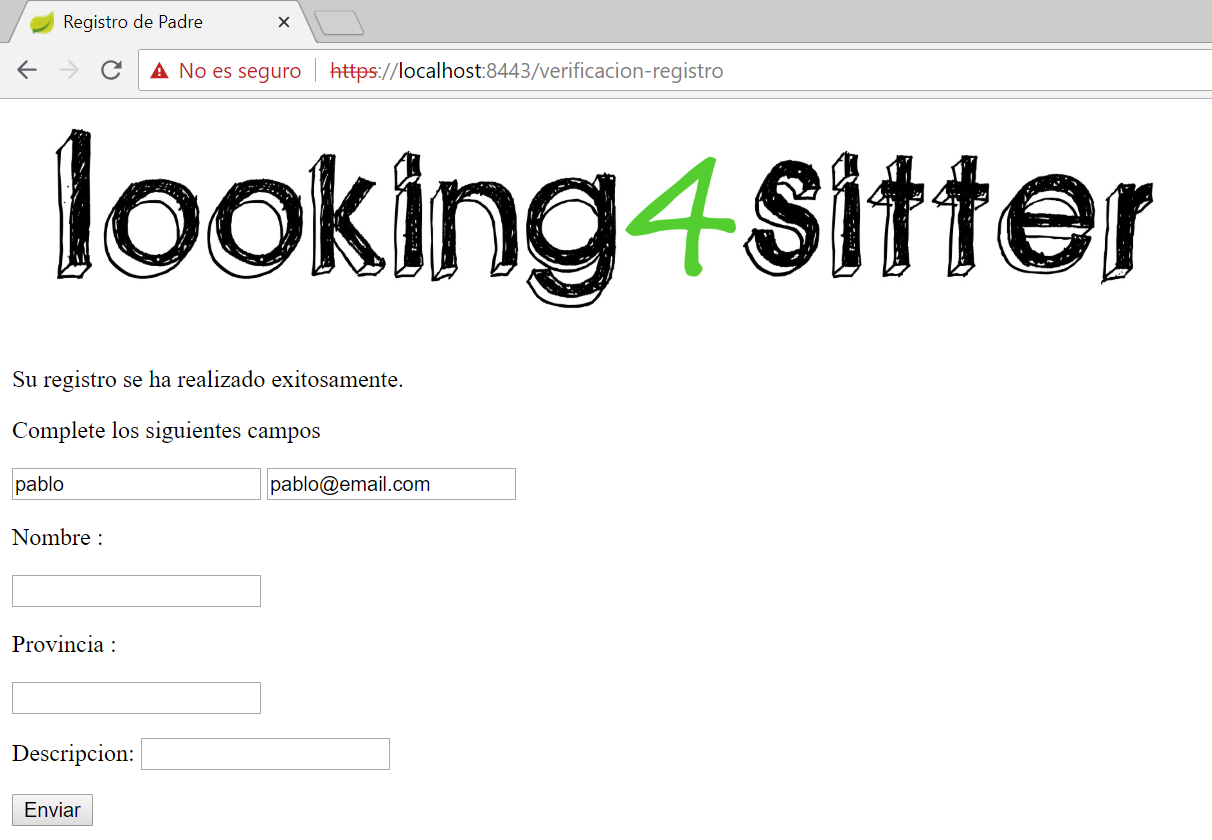 Registro de Padre
No es seguro https://localhost:8443/verificacion-registro
looking4sitter
Su registro se ha realizado exitosamente.
Complete los siguientes campos
pablo pablo@email.com
Nombre :
Provincia :
Descripcion:
Enviar